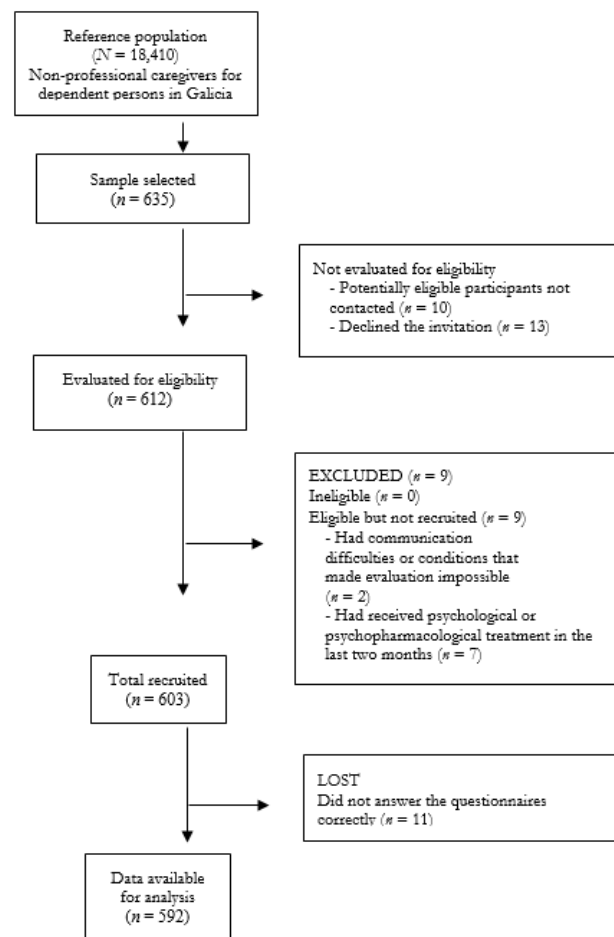 Reference population
(N = 18,410)
Non-professional caregivers for
dependent persons in Galicia
Sample selected
(n = 635)
Not evaluated for eligibility
- Potentially eligible participants not
contacted (n = 10)
- Declined the invitation (n = 13)
Evaluated for eligibility
(n = 612)
EXCLUDED (n = 9)
Ineligible (n = 0)
Eligible but not recruited (n = 9)
- Had communication
difficulties or conditions that
made evaluation impossible
(n = 2)
- Had received psychological or
psychopharmacological treatment in the
last two months (n = 7)
Total recruited
(n = 603)
LOST
Did not answer the questionnaires
correctly (n = 11)
Data available
for analysis
(n = 592)